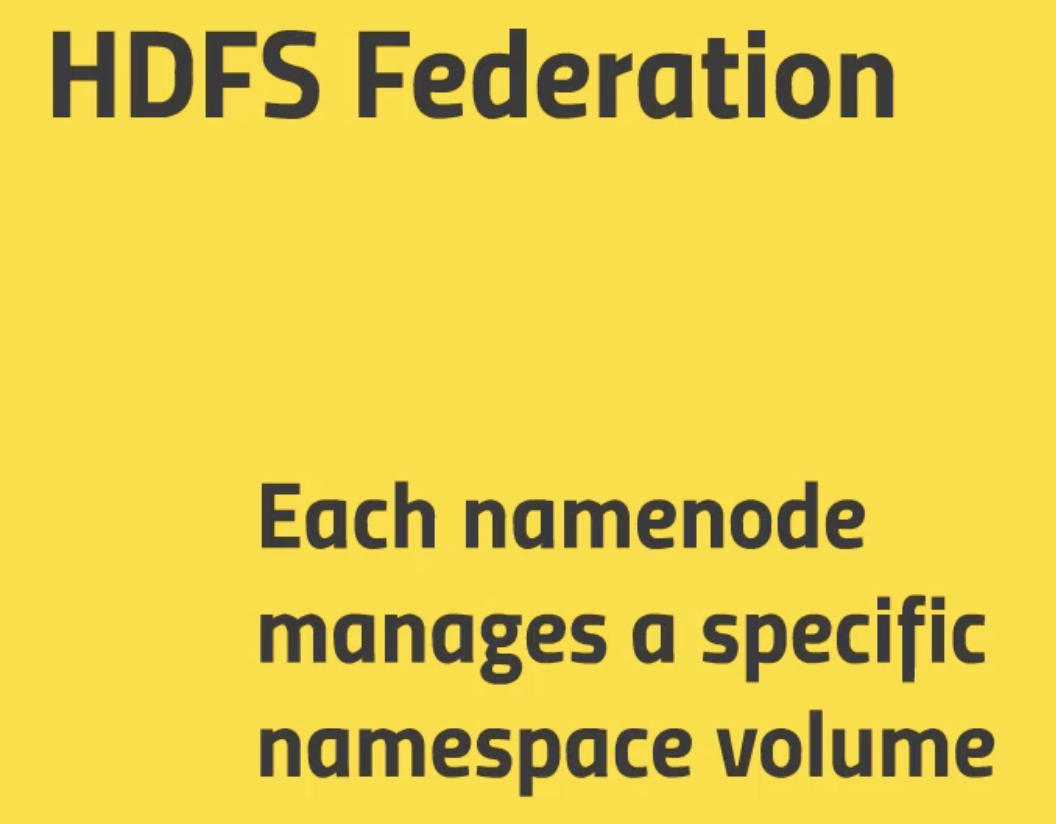 HDFS Federation
Each namenode
manages a specific
namespace volume